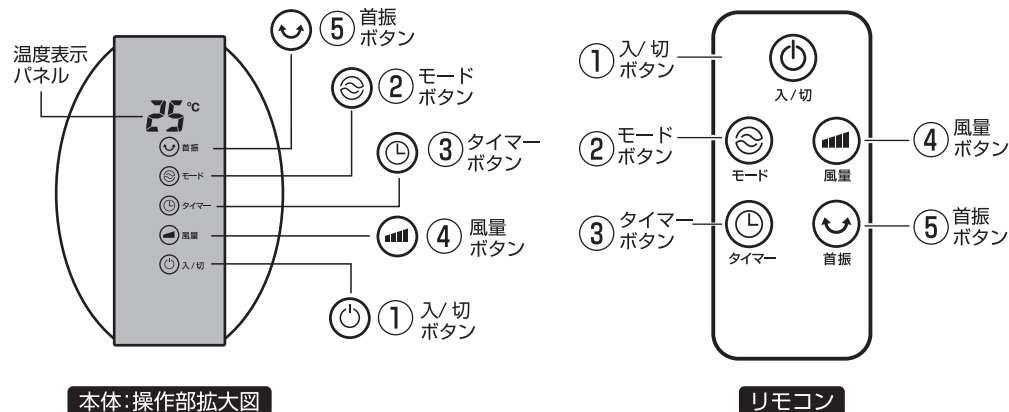 温度表示
パネル
25℃
首振
モード
タイマー
風量
入/切
⑤ 首振
ボタン
② モード
ボタン
③ タイマー
ボタン
④ 風量
ボタン
① 入/切
ボタン
本体:操作部拡大図
① 入/切
ボタン
入/切
② モード
ボタン
モード
風量
④ 風量
ボタン
③ タイマー
ボタン
タイマー
首振
⑤ 首振
ボタン
リモコン